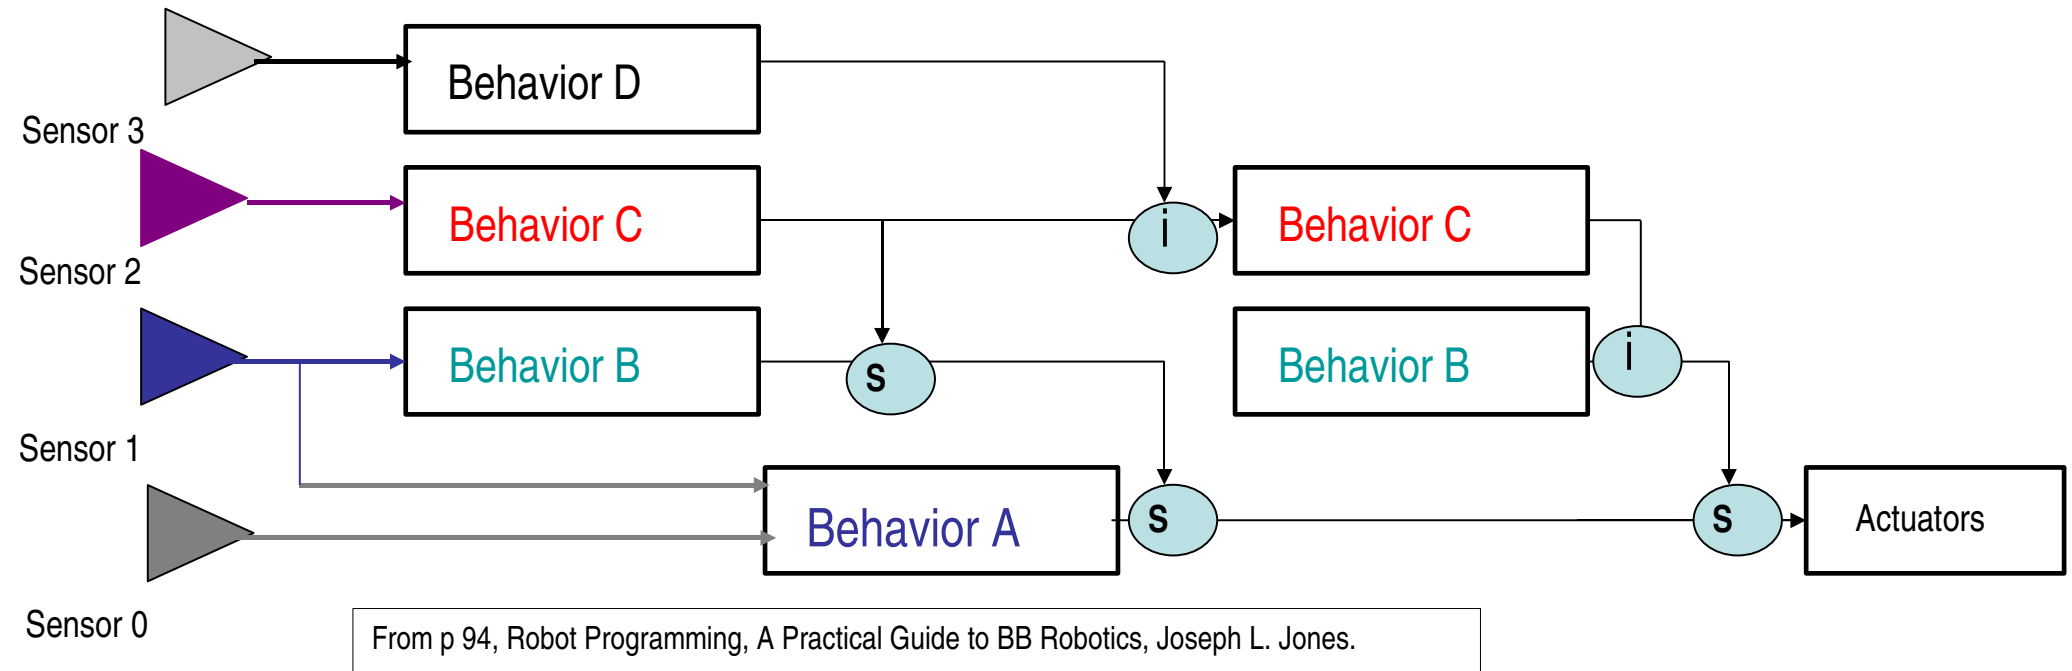 Behavior D
Sensor 3
Behavior C
i
Behavior C
Sensor 2
Behavior B
s
Behavior B
i
Sensor 1
Behavior A
s
s
Actuators
Sensor 0
From p 94, Robot Programming, A Practical Guide to BB Robotics, Joseph L. Jones.